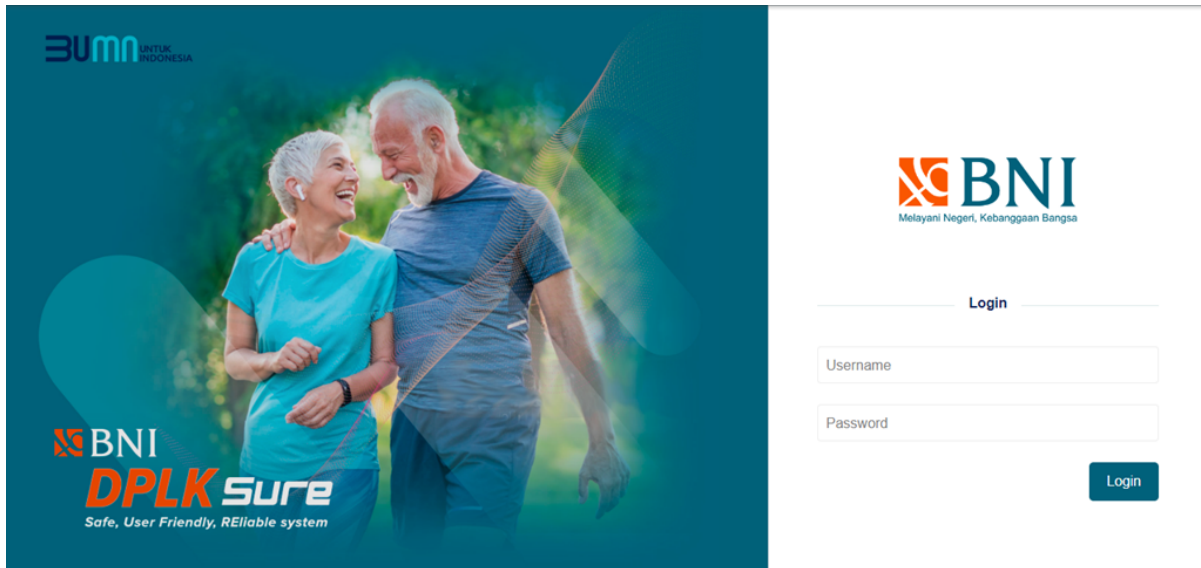 BUMN UNTUK
INDONESIA
BNI
DPLK Sure
Safe, User Friendly, REliable system
BNI
Melayani Negeri, Kebanggaan Bangsa
Login
Username
Password
Login